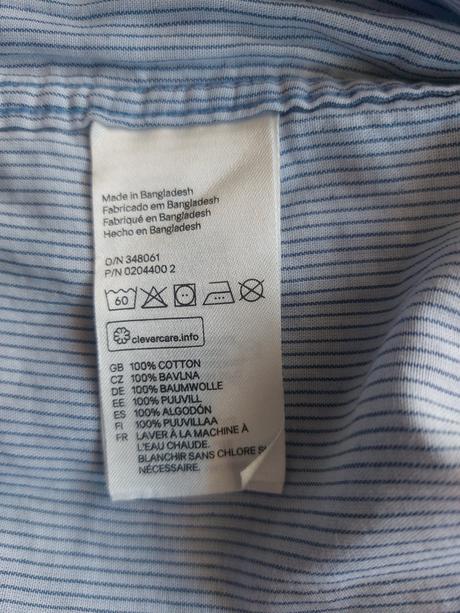 Made in Bangladesh
Fabricado em Bangladesh
Fabriqué en Bangladesh
Hecho en Bangladesh
O/N 348061
P/N 0204400 2
60
clevercare.info
GB 100% COTTON
CZ 100% BAVLNA
DE 100% BAUMWOLLE
EE 100% PUUVILL
ES 100% ALGODÓN
FI 100% PUUVILLAA
FR LAVER À LA MACHINE À
L'EAU CHAUDE.
BLANCHIR SANS CHLORE
NÉCESSAIRE.